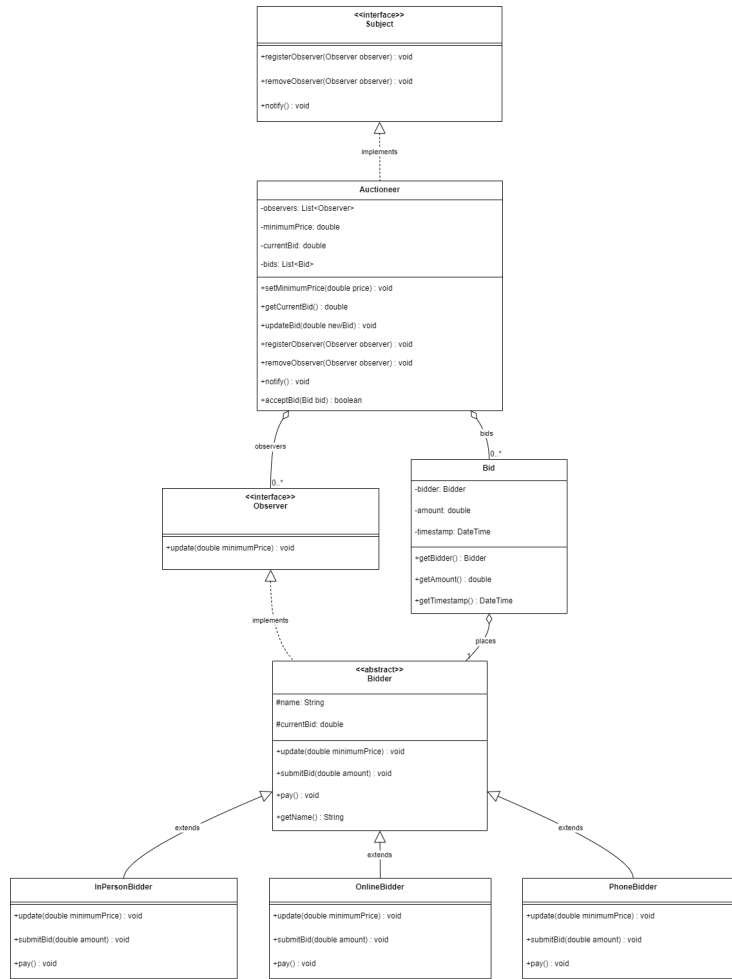 <<interface>>
Subject
+registerObserver(Observer observer) : void
+removeObserver(Observer observer) : void
+notify() : void
implements
Auctioneer
-observers: List<Observer>
-minimumPrice: double
-currentBid: double
-bids: List<Bid>
+setMinimumPrice(double price) : void
+getCurrentBid() : double
+updateBid(double newBid) : void
+registerObserver(Observer observer) : void
+removeObserver(Observer observer) : void
+notify() : void
+acceptBid(Bid bid) : boolean
observers
0..*
bids
0..*
<<interface>>
Observer
+update(double minimumPrice) : void
Bid
-bidder: Bidder
-amount: double
-timestamp: DateTime
+getBidder() : Bidder
+getAmount() : double
+getTimestamp() : DateTime
implements
places
1
<<abstract>>
Bidder
#name: String
#currentBid: double
+update(double minimumPrice) : void
+submitBid(double amount) : void
+pay() : void
+getName() : String
extends
extends
extends
InPersonBidder
+update(double minimumPrice) : void
+submitBid(double amount) : void
+pay() : void
OnlineBidder
+update(double minimumPrice) : void
+submitBid(double amount) : void
+pay() : void
PhoneBidder
+update(double minimumPrice) : void
+submitBid(double amount) : void
+pay() : void